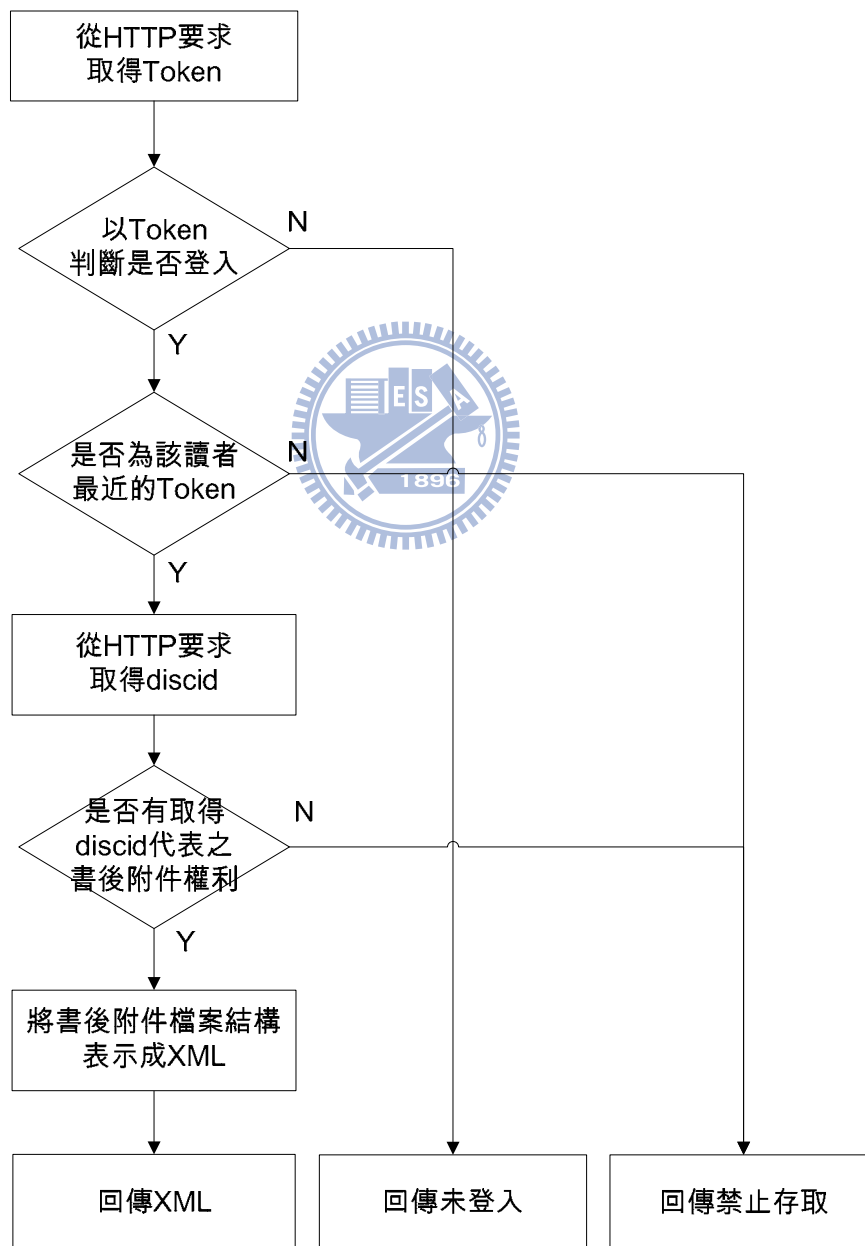 從HTTP要求
取得Token
以Token
判斷是否登入
N
Y
ESA
1896
是否為該讀者
最近的Token
N
Y
從HTTP要求
取得discid
是否有取得
discid代表之
書後附件權利
N
Y
將書後附件檔案結構
表示成XML
回傳XML
回傳未登入
回傳禁止存取